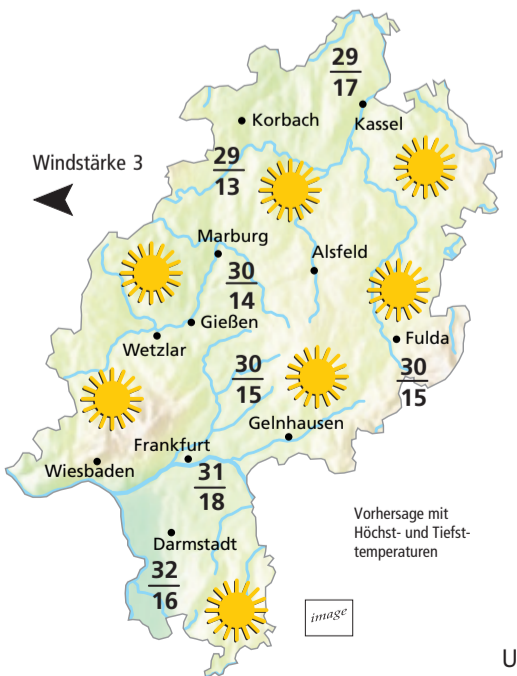 29
17
Korbach
Kassel
Windstärke 3
29
13
Marburg
Alsfeld
30
14
Gießen
Wetzlar
Fulda
30
15
30
15
Gelnhausen
Frankfurt
Wiesbaden
31
18
Vorhersage mit
Höchst- und Tiefst-
temperaturen
Darmstadt
32
16
image
U